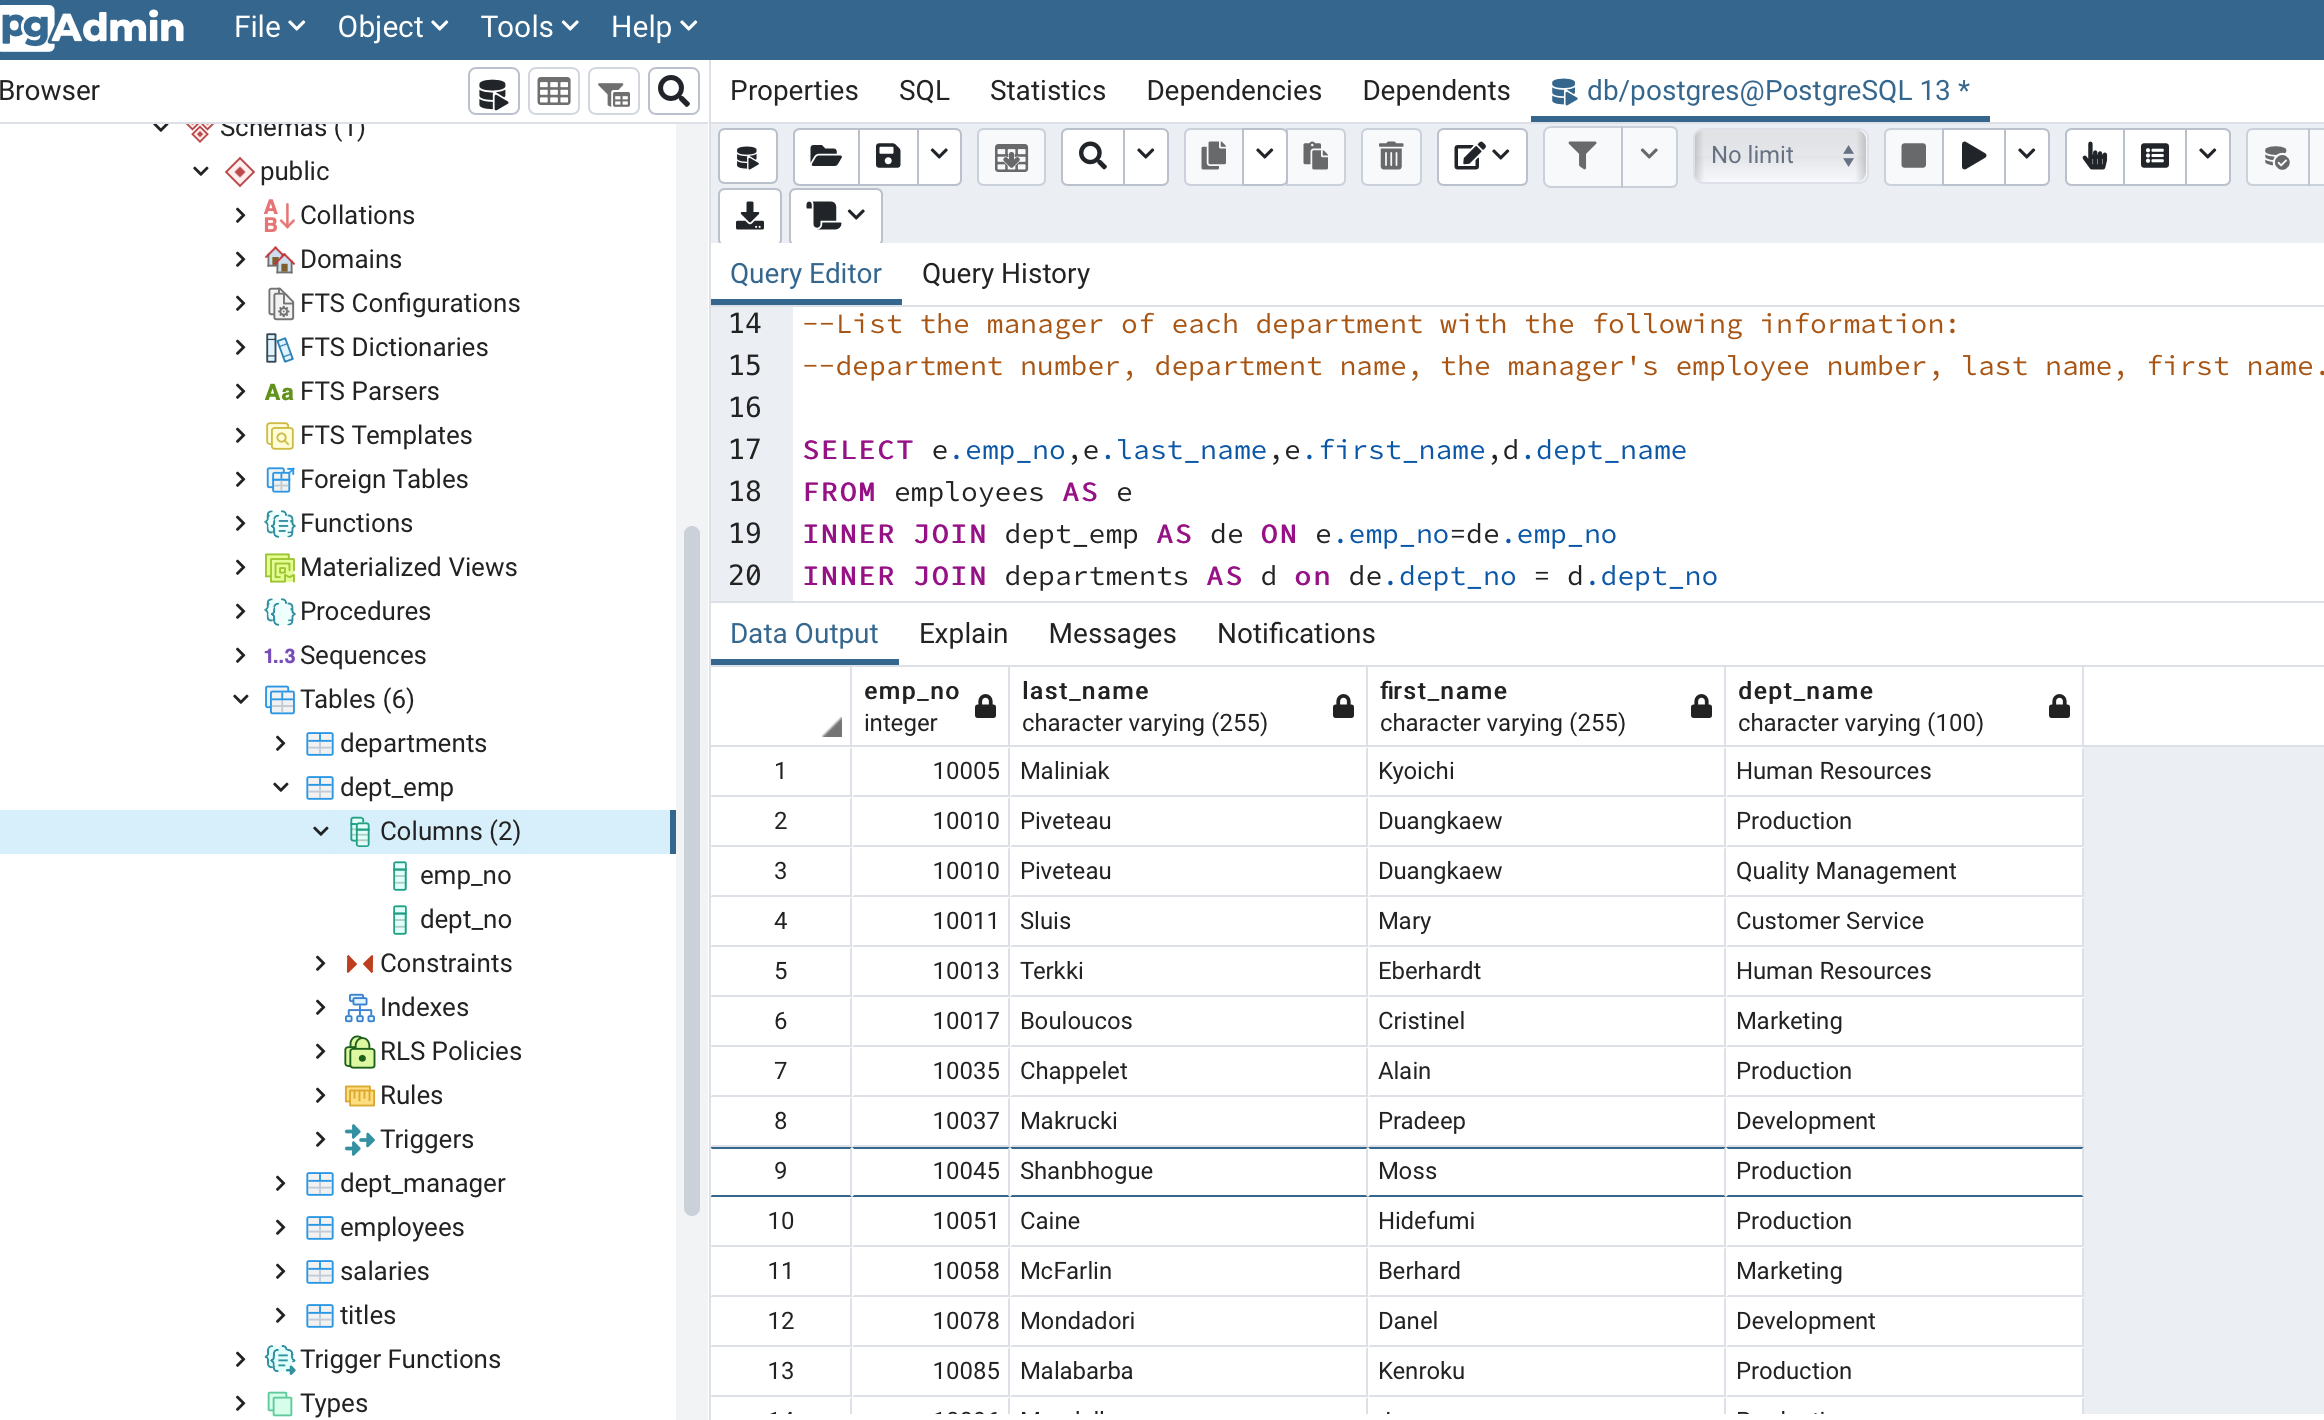 pgAdmin File Object Tools Help
Browser
Properties SQL Statistics Dependencies Dependents db/postgres@PostgreSQL 13 *
No limit
Schemas (1)
public
Collations
Domains
FTS Configurations
FTS Dictionaries
Aa FTS Parsers
FTS Templates
Foreign Tables
Functions
Materialized Views
Procedures
1..3 Sequences
Tables (6)
departments
dept_emp
Columns (2)
emp_no
dept_no
Constraints
Indexes
RLS Policies
Rules
Triggers
dept_manager
employees
salaries
titles
Trigger Functions
Types
Query Editor Query History
14 --List the manager of each department with the following information:
15 --department number, department name, the manager's employee number, last name, first name.
16
17 SELECT e.emp_no,e.last_name,e.first_name,d.dept_name
18 FROM employees AS e
19 INNER JOIN dept_emp AS de ON e.emp_no=de.emp_no
20 INNER JOIN departments AS d on de.dept_no = d.dept_no
Data Output Explain Messages Notifications
emp_no last_name first_name dept_name
integer character varying (255) character varying (255) character varying (100)
1 10005 Maliniak Kyoichi Human Resources
2 10010 Piveteau Duangkaew Production
3 10010 Piveteau Duangkaew Quality Management
4 10011 Sluis Mary Customer Service
5 10013 Terkki Eberhardt Human Resources
6 10017 Bouloucos Cristinel Marketing
7 10035 Chappelet Alain Production
8 10037 Makrucki Pradeep Development
9 10045 Shanbhogue Moss Production
10 10051 Caine Hidefumi Production
11 10058 McFarlin Berhard Marketing
12 10078 Mondadori Danel Development
13 10085 Malabarba Kenroku Production